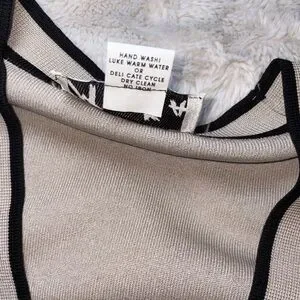 HAND WASH!
LUKE WARM WATER
OR
DELI CATE CYCLE
DRY CLEAN
NO IRON